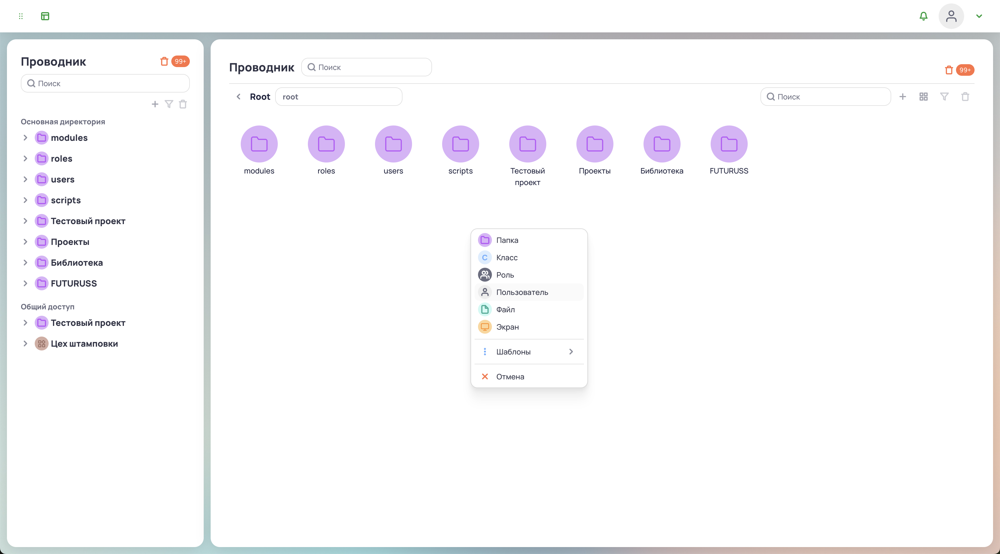 Проводник
99+
Поиск
Основная директория
modules
roles
users
scripts
Тестовый проект
Проекты
Библиотека
FUTURUSS
Общий доступ
Тестовый проект
Цех штамповки
Проводник
Поиск
99+
Root
root
Поиск
modules
roles
users
scripts
Тестовый
проект
Проекты
Библиотека
FUTURUSS
Папка
C Класс
Роль
Пользователь
Файл
Экран
Шаблоны
Отмена